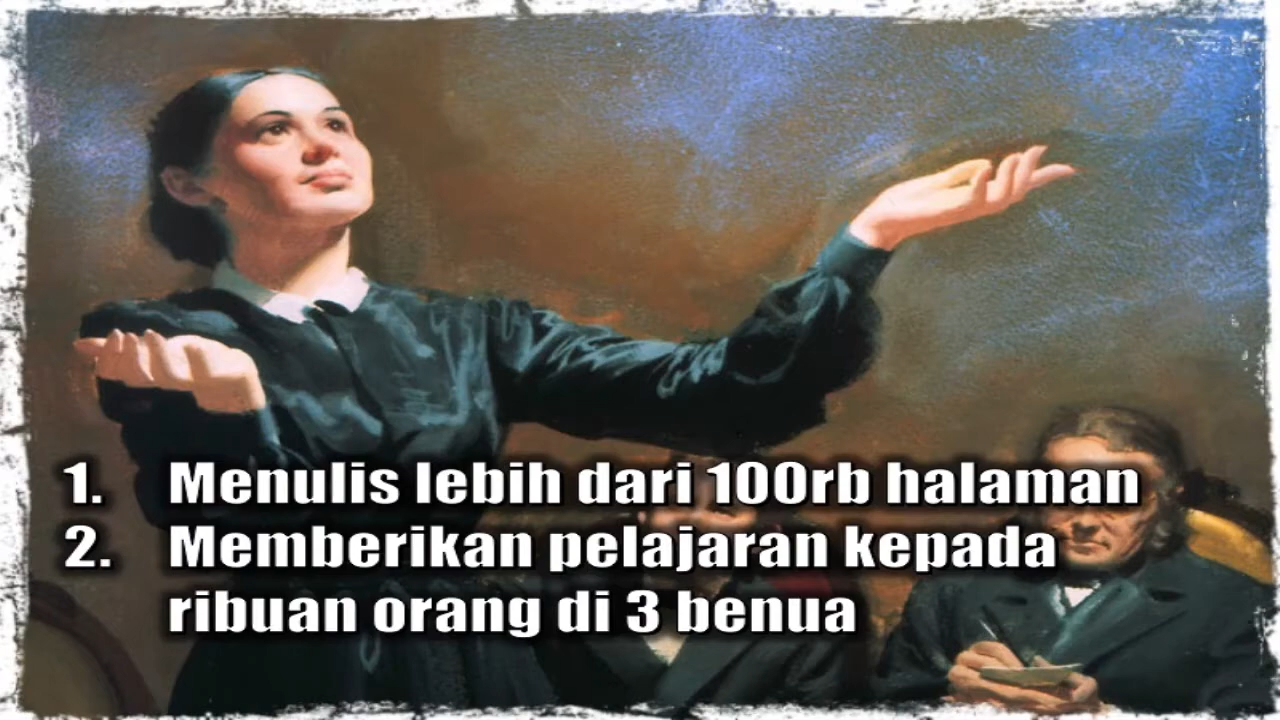 1. Menulis lebih dari 100rb halaman
2. Memberikan pelajaran kepada
ribuan orang di 3 benua